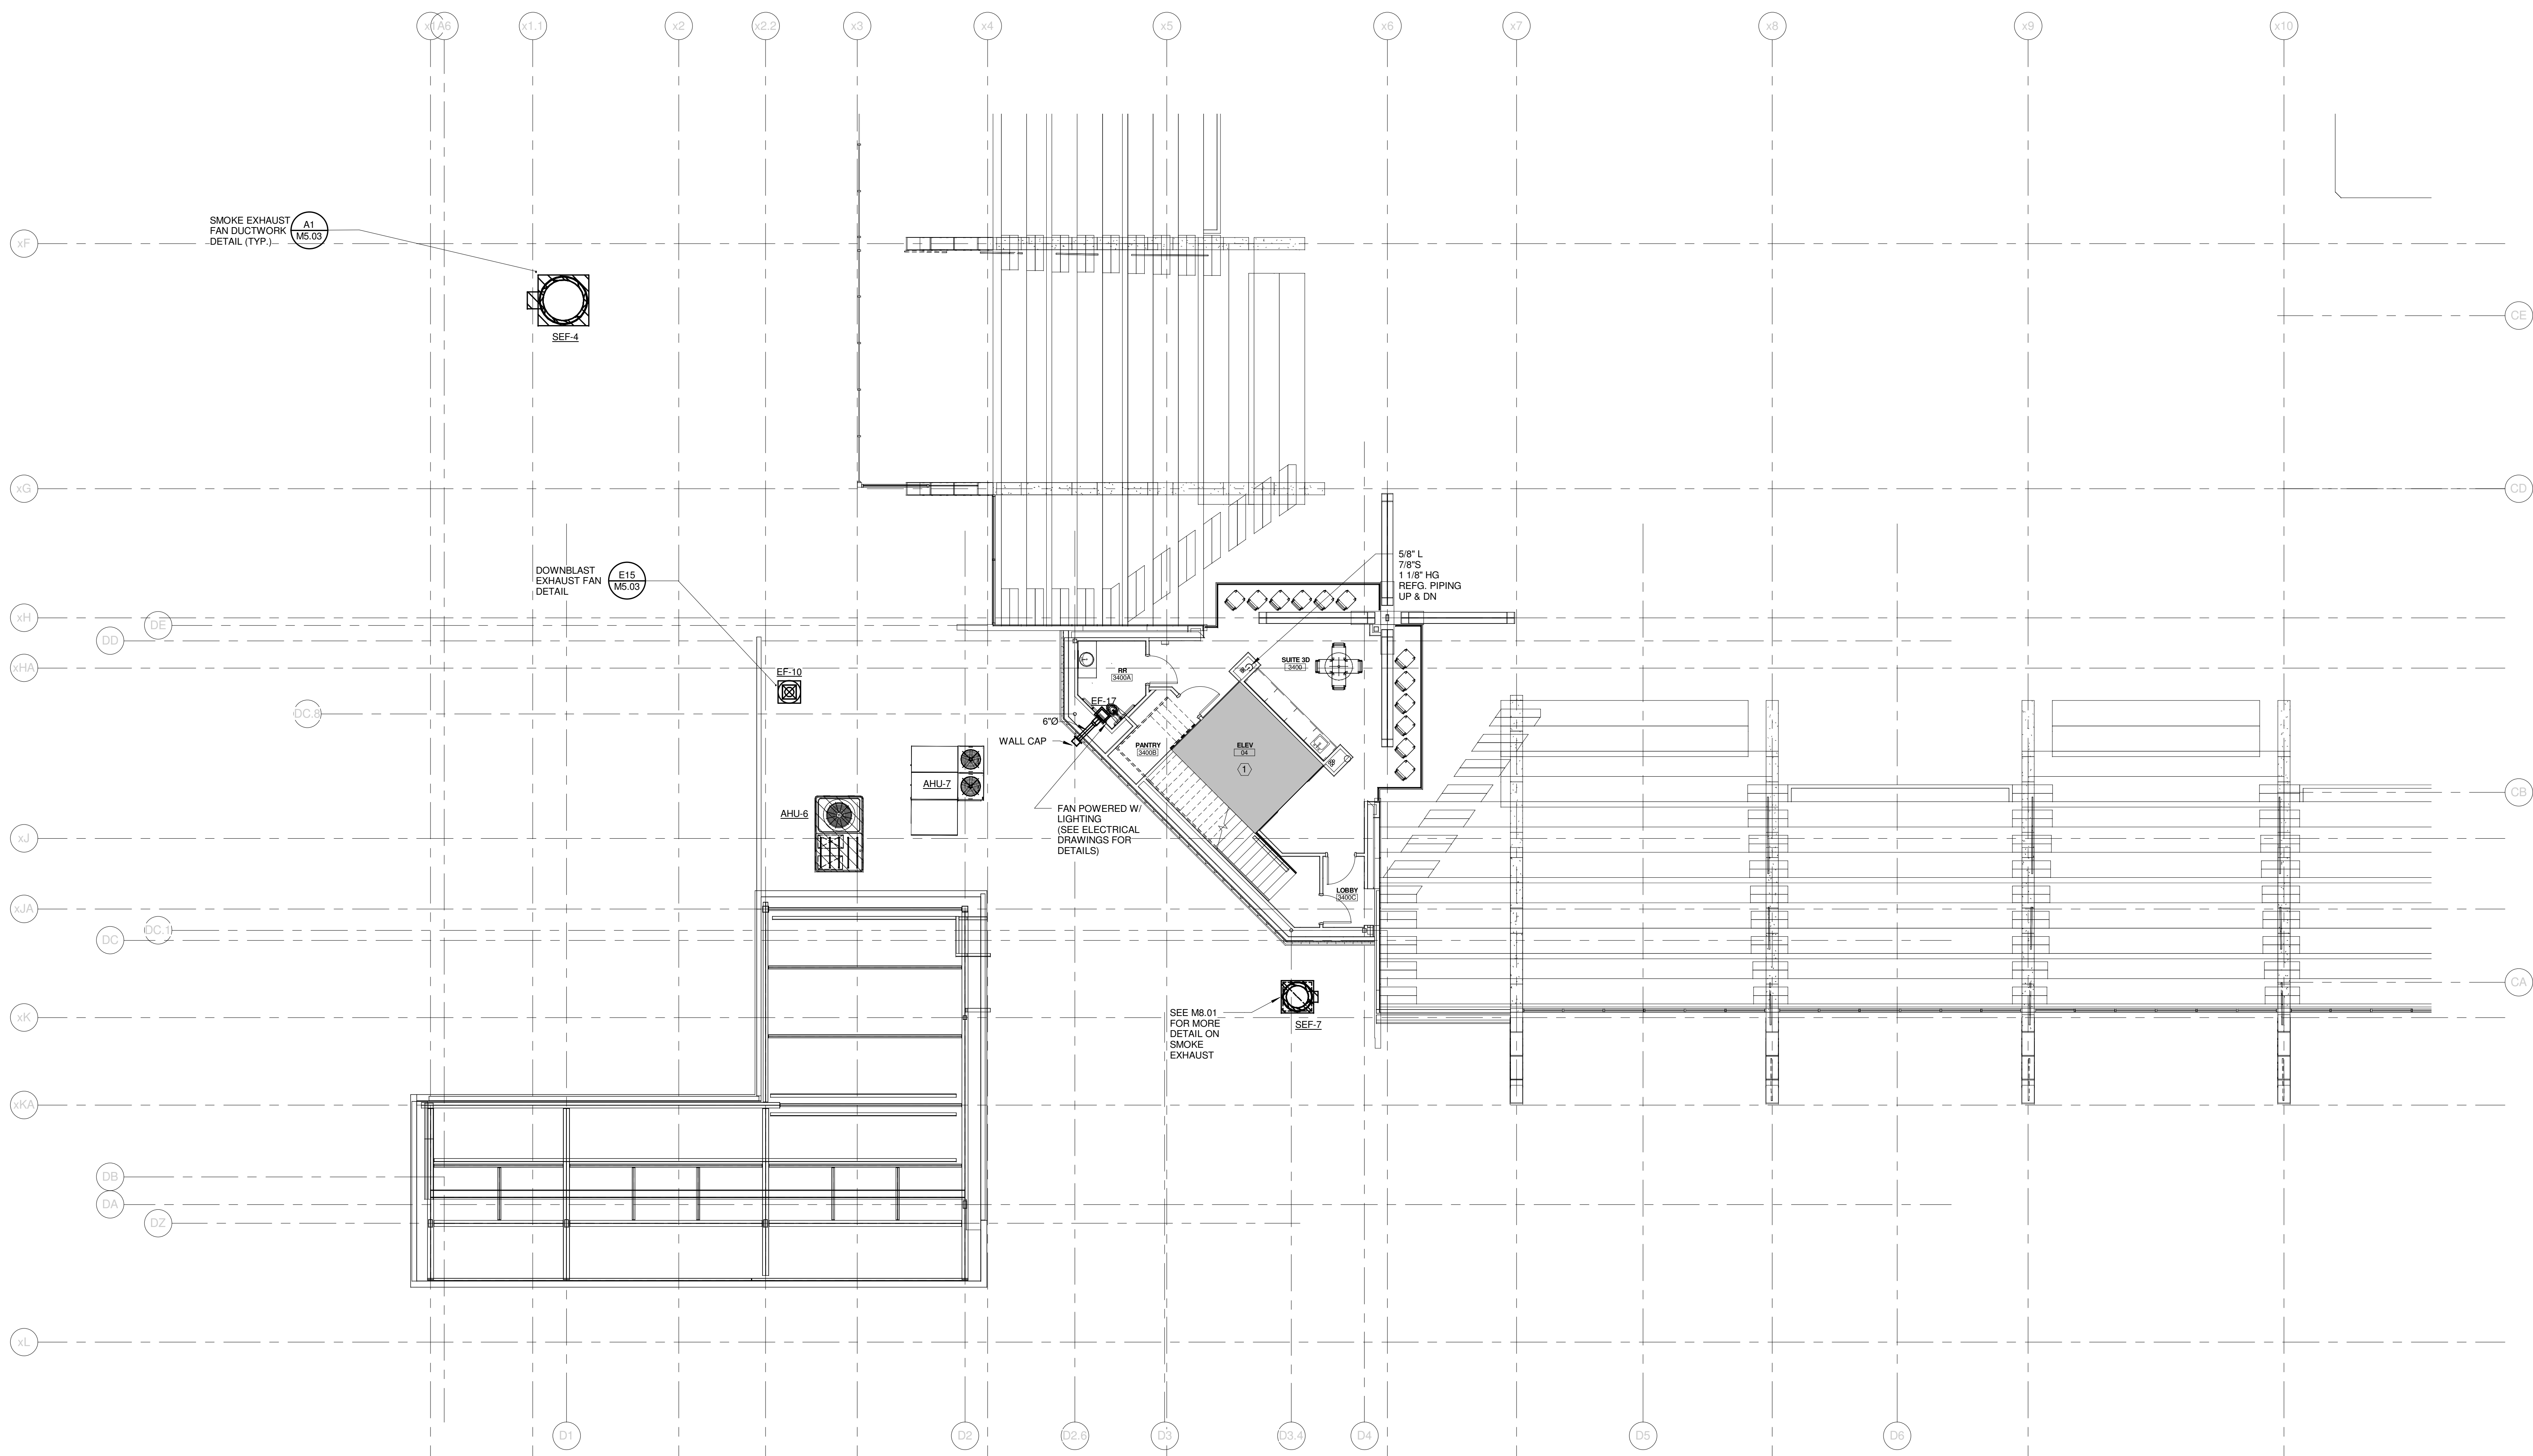 x1
A6
x1.1
x2
x2.2
x3
x4
x5
x6
x7
x8
x9
x10
SMOKE EXHAUST
FAN DUCTWORK
DETAIL (TYP.)
A1
M5.03
xF
SEF-4
CE
xG
CD
DOWNBLAST
EXHAUST FAN
DETAIL
E15
M5.03
5/8" L
7/8"S
1 1/8" HG
REFG. PIPING
UP & DN
xH
DE
DD
xHA
EF-10
RR
3400A
SUITE 3D
3400
DC.8
EF-17
6"Ø
WALL CAP
PANTRY
3400B
ELEV
04
1
AHU-7
AHU-6
FAN POWERED W/
LIGHTING
(SEE ELECTRICAL
DRAWINGS FOR
DETAILS)
CB
xJ
LOBBY
3400C
xJA
DC.1
DC
CA
xK
SEE M8.01
FOR MORE
DETAIL ON
SMOKE
EXHAUST
SEF-7
xKA
DB
DA
DZ
xL
D1
D2
D2.6
D3
D3.4
D4
D5
D6